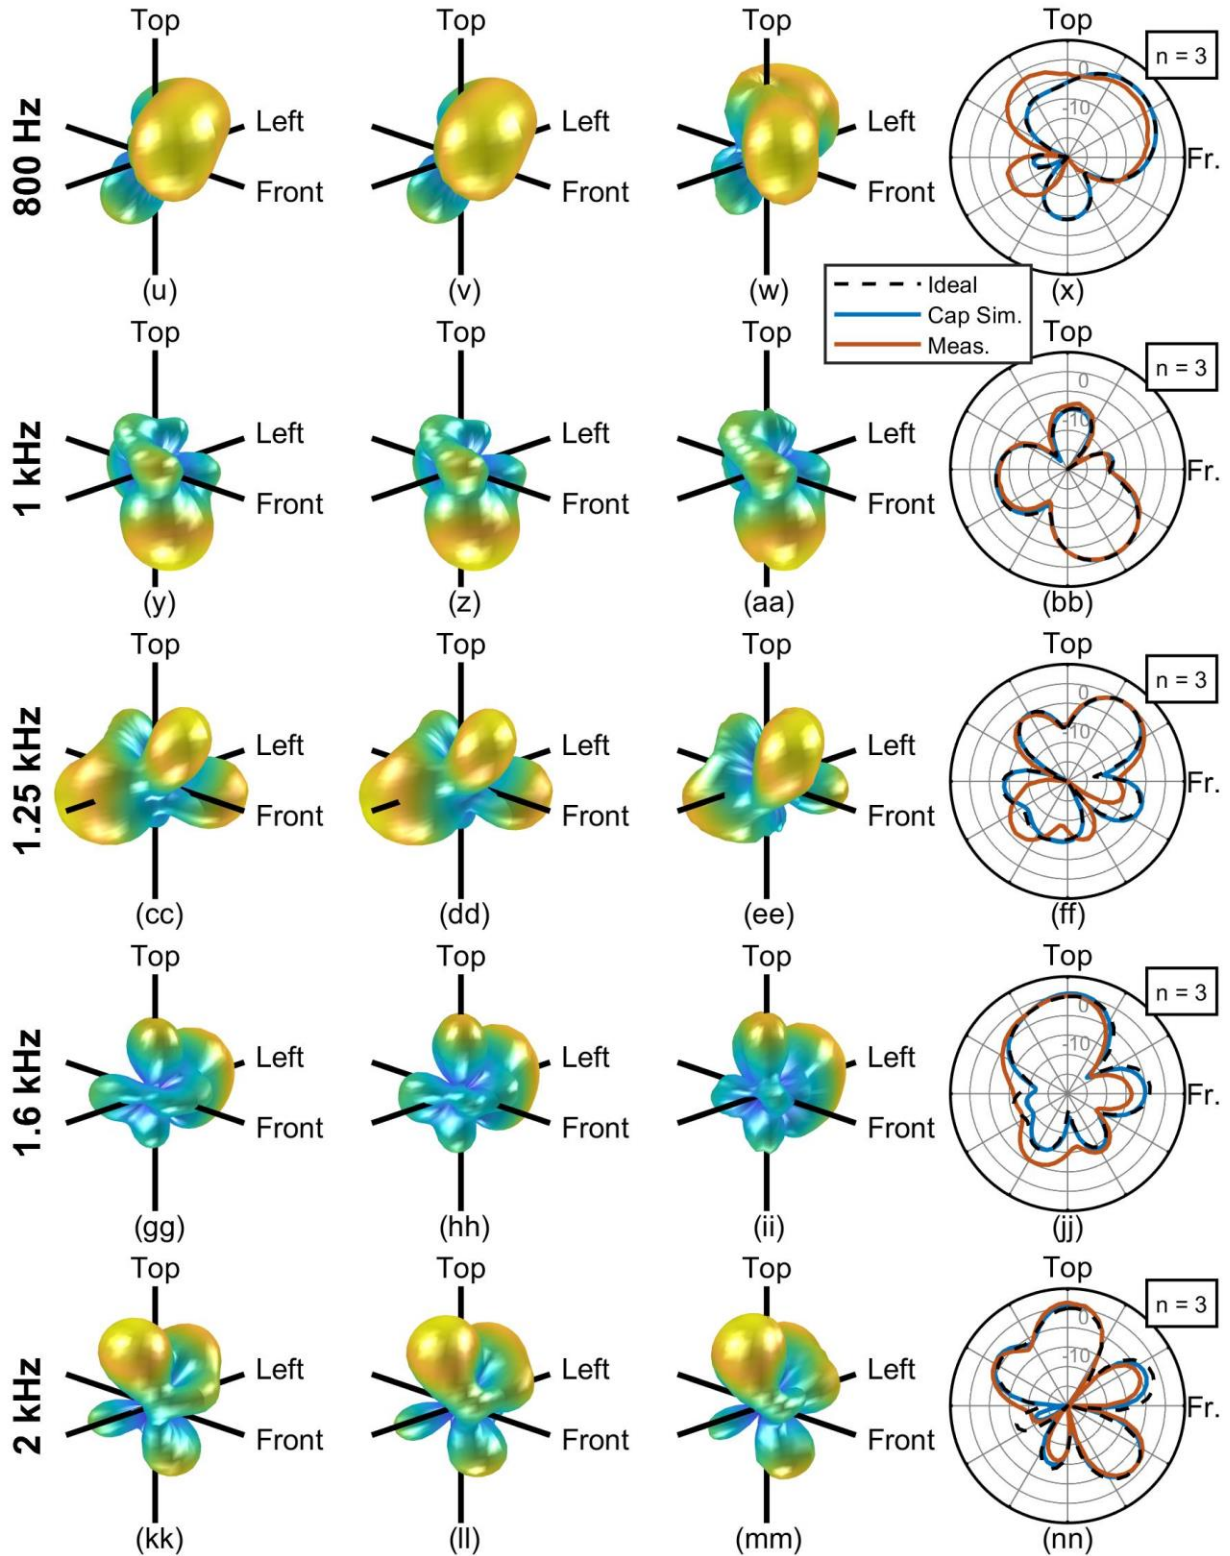 Top Top Top Top
n = 3
800 Hz
0
-10
Left Left Left
Fr.
Front Front Front
(u) (v) (w) (x)
Ideal
Cap Sim.
Meas.
Top Top Top Top
n = 3
1 kHz
0
-10
Left Left Left
Fr.
Front Front Front
(y) (z) (aa) (bb)
Top Top Top Top
n = 3
1.25 kHz
0
-10
Left Left Left
Fr.
Front Front Front
(cc) (dd) (ee) (ff)
Top Top Top Top
n = 3
1.6 kHz
0
-10
Left Left Left
Fr.
Front Front Front
(gg) (hh) (ii) (jj)
Top Top Top Top
n = 3
2 kHz
0
-10
Left Left Left
Fr.
Front Front Front
(kk) (ll) (mm) (nn)